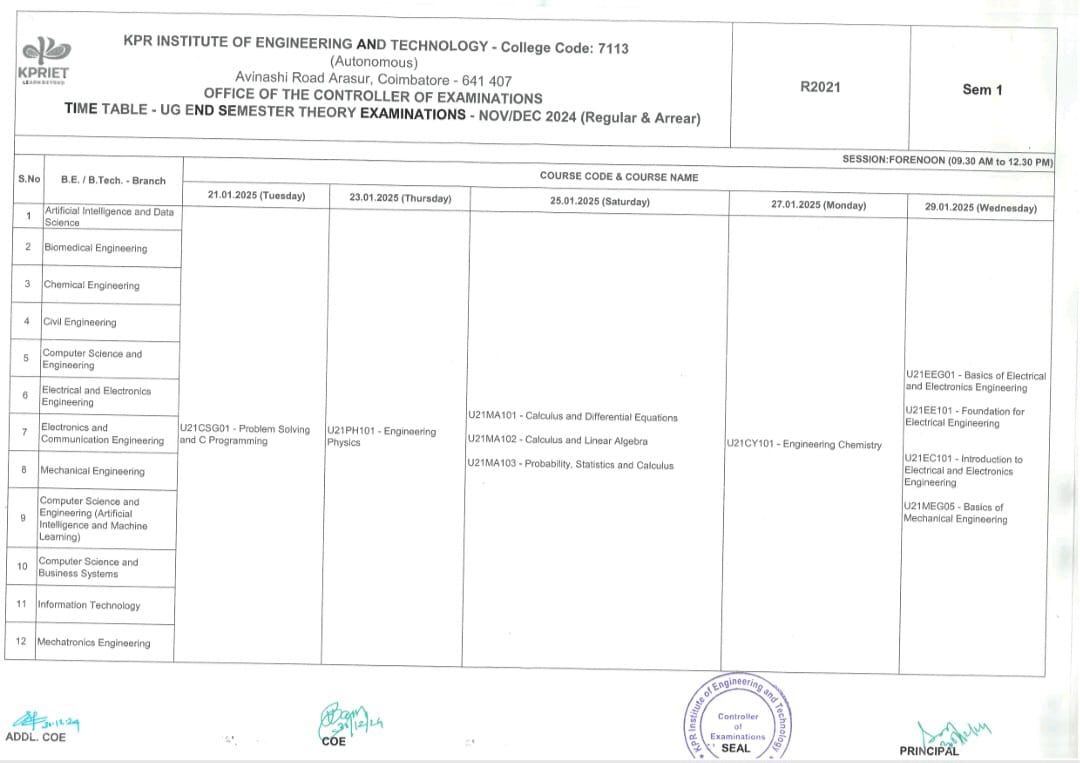 KPRIET
LEARN BEYOND
KPR INSTITUTE OF ENGINEERING AND TECHNOLOGY - College Code: 7113
(Autonomous)
Avinashi Road Arasur, Coimbatore - 641 407
OFFICE OF THE CONTROLLER OF EXAMINATIONS
TIME TABLE - UG END SEMESTER THEORY EXAMINATIONS - NOV/DEC 2024 (Regular & Arrear)
R2021
Sem 1
SESSION:FORENOON (09.30 AM to 12.30 PM)
S.No
B.E. / B.Tech. - Branch
COURSE CODE & COURSE NAME
21.01.2025 (Tuesday)
23.01.2025 (Thursday)
25.01.2025 (Saturday)
27.01.2025 (Monday)
29.01.2025 (Wednesday)
1
Artificial Intelligence and Data
Science
2
Biomedical Engineering
3
Chemical Engineering
4
Civil Engineering
5
Computer Science and
Engineering
6
Electrical and Electronics
Engineering
7
Electronics and
Communication Engineering
8
Mechanical Engineering
9
Computer Science and
Engineering (Artificial
Intelligence and Machine
Learning)
10
Computer Science and
Business Systems
11
Information Technology
12
Mechatronics Engineering
U21CSG01 - Problem Solving
and C Programming
U21PH101 - Engineering
Physics
U21MA101 - Calculus and Differential Equations
U21MA102 - Calculus and Linear Algebra
U21MA103 - Probability, Statistics and Calculus
U21CY101 - Engineering Chemistry
U21EEG01 - Basics of Electrical
and Electronics Engineering
U21EE101 - Foundation for
Electrical Engineering
U21EC101 - Introduction to
Electrical and Electronics
Engineering
U21MEG05 - Basics of
Mechanical Engineering
31.12.24
ADDL. COE
31/12/24
COE
KPR Institute of Engineering and Technology
Controller
of
Examinations
SEAL
PRINCIPAL